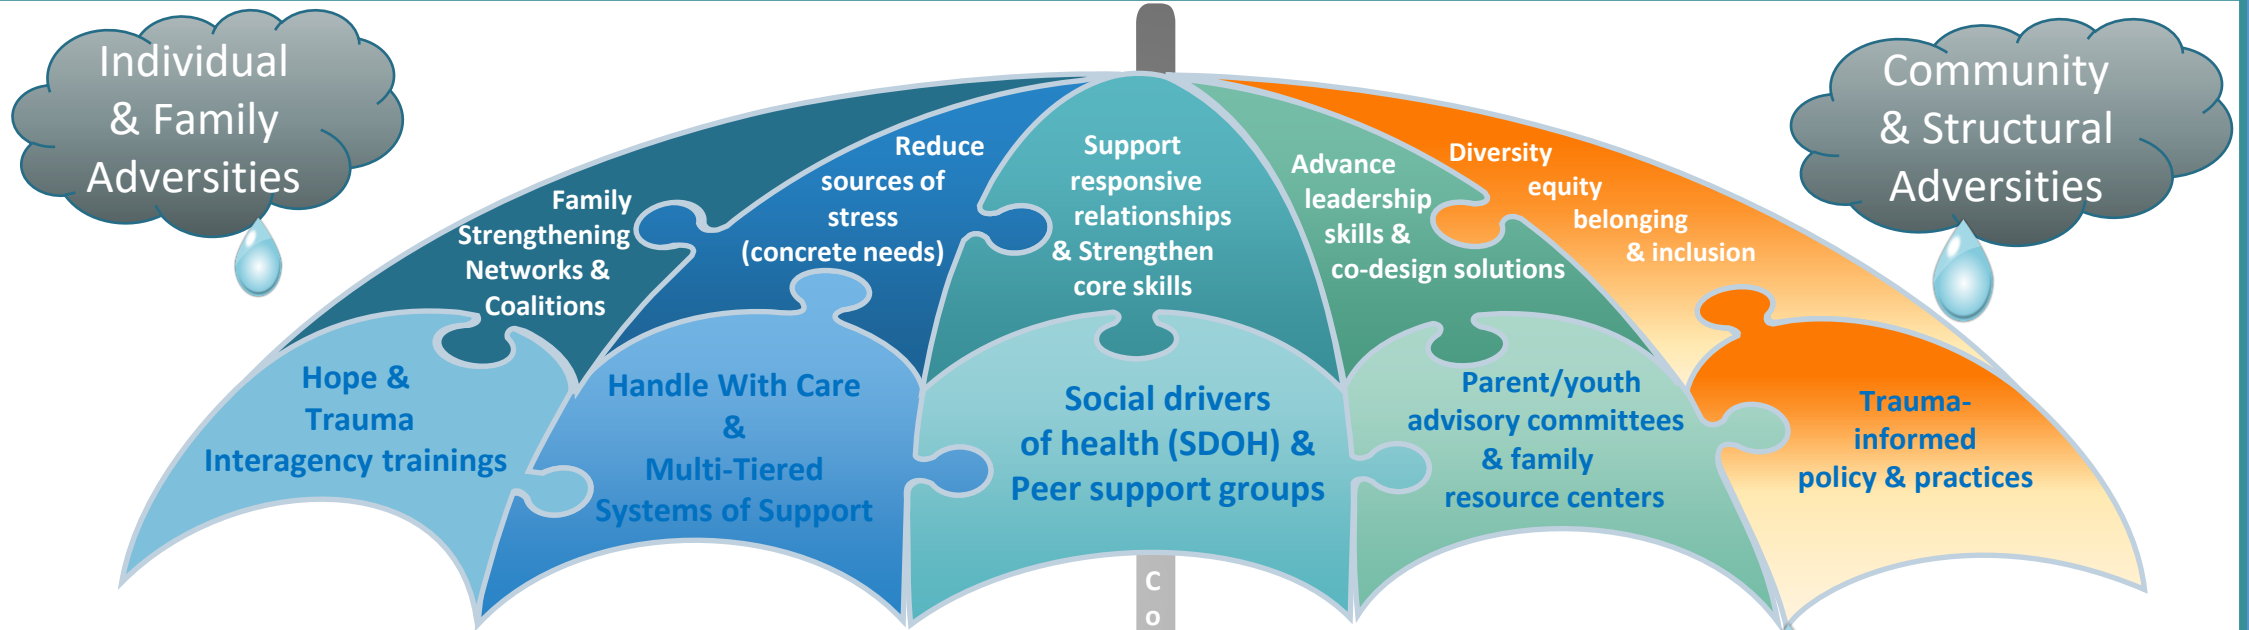 Individual
& Family
Adversities
Community
& Structural
Adversities
Family
Strengthening
Networks &
Coalitions
Reduce
sources of
stress
(concrete needs)
Support
responsive
relationships
& Strengthen
core skills
Advance
leadership
skills &
co-design solutions
Diversity
equity
belonging
& inclusion
Hope &
Trauma
Interagency trainings
Handle With Care
&
Multi-Tiered
Systems of Support
Social drivers
of health (SDOH) &
Peer support groups
Parent/youth
advisory committees
& family
resource centers
Trauma-
informed
policy & practices
C
o